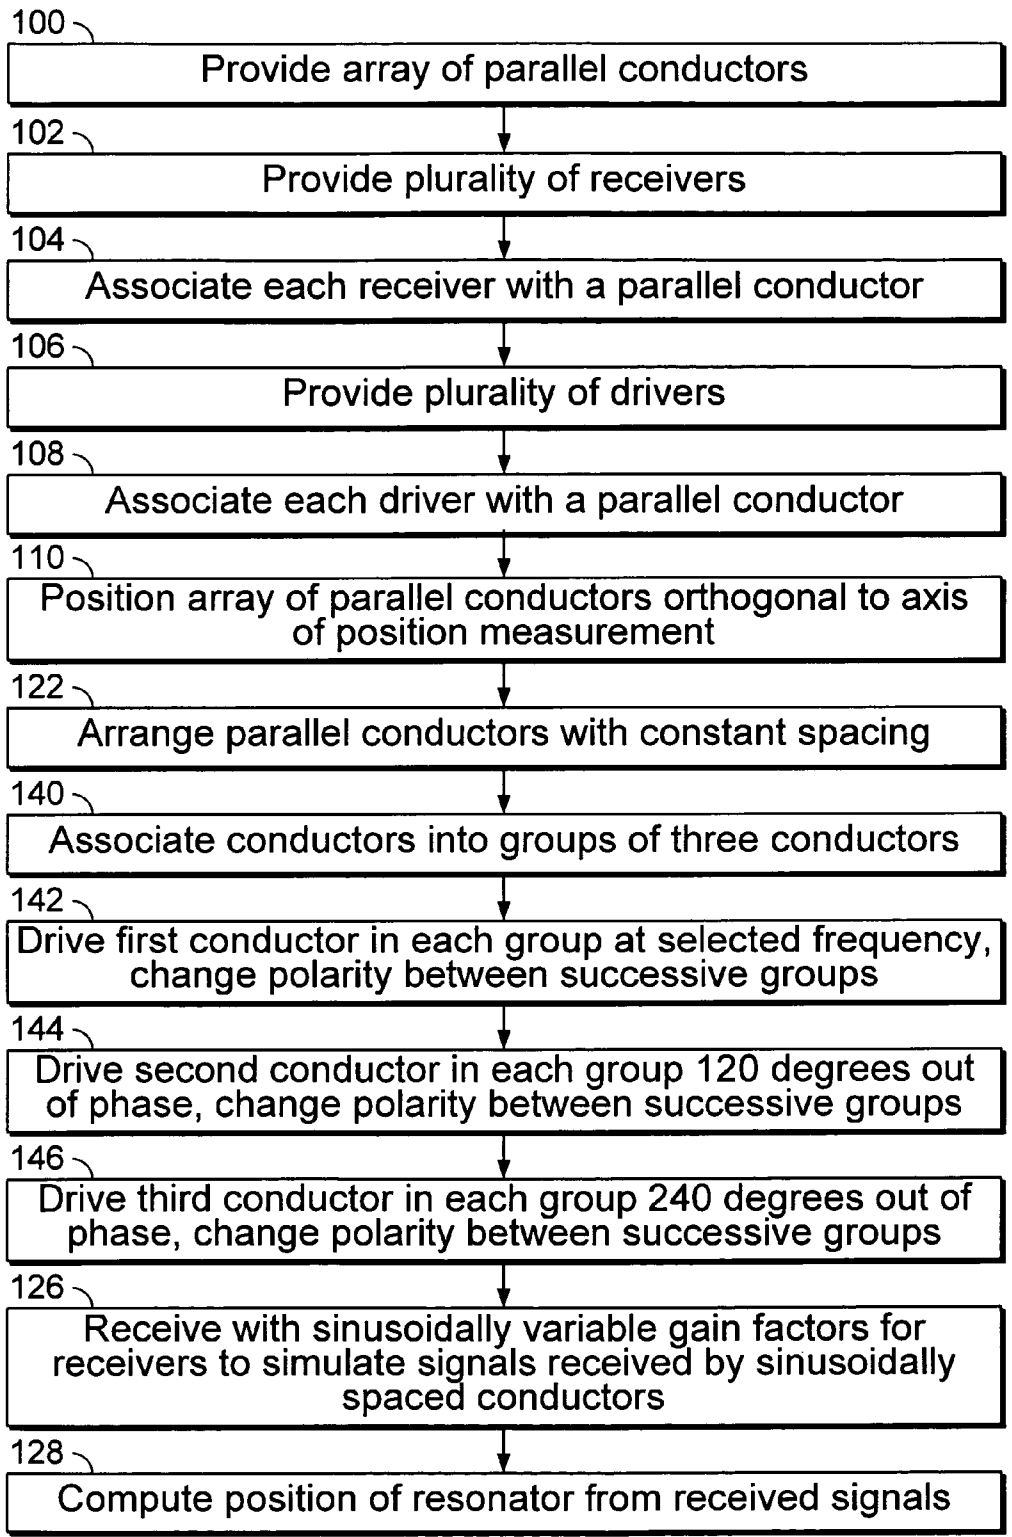 100
Provide array of parallel conductors
102
Provide plurality of receivers
104
Associate each receiver with a parallel conductor
106
Provide plurality of drivers
108
Associate each driver with a parallel conductor
110
Position array of parallel conductors orthogonal to axis
of position measurement
122
Arrange parallel conductors with constant spacing
140
Associate conductors into groups of three conductors
142
Drive first conductor in each group at selected frequency,
change polarity between successive groups
144
Drive second conductor in each group 120 degrees out
of phase, change polarity between successive groups
146
Drive third conductor in each group 240 degrees out of
phase, change polarity between successive groups
126
Receive with sinusoidally variable gain factors for
receivers to simulate signals received by sinusoidally
spaced conductors
128
Compute position of resonator from received signals